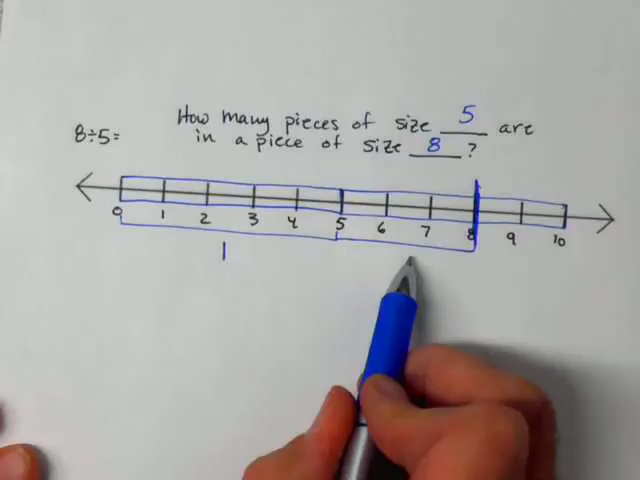 How many pieces of size 5 are
8÷5= in a piece of size 8 ?
0 1 2 3 4 5 6 7 8 9 10
1